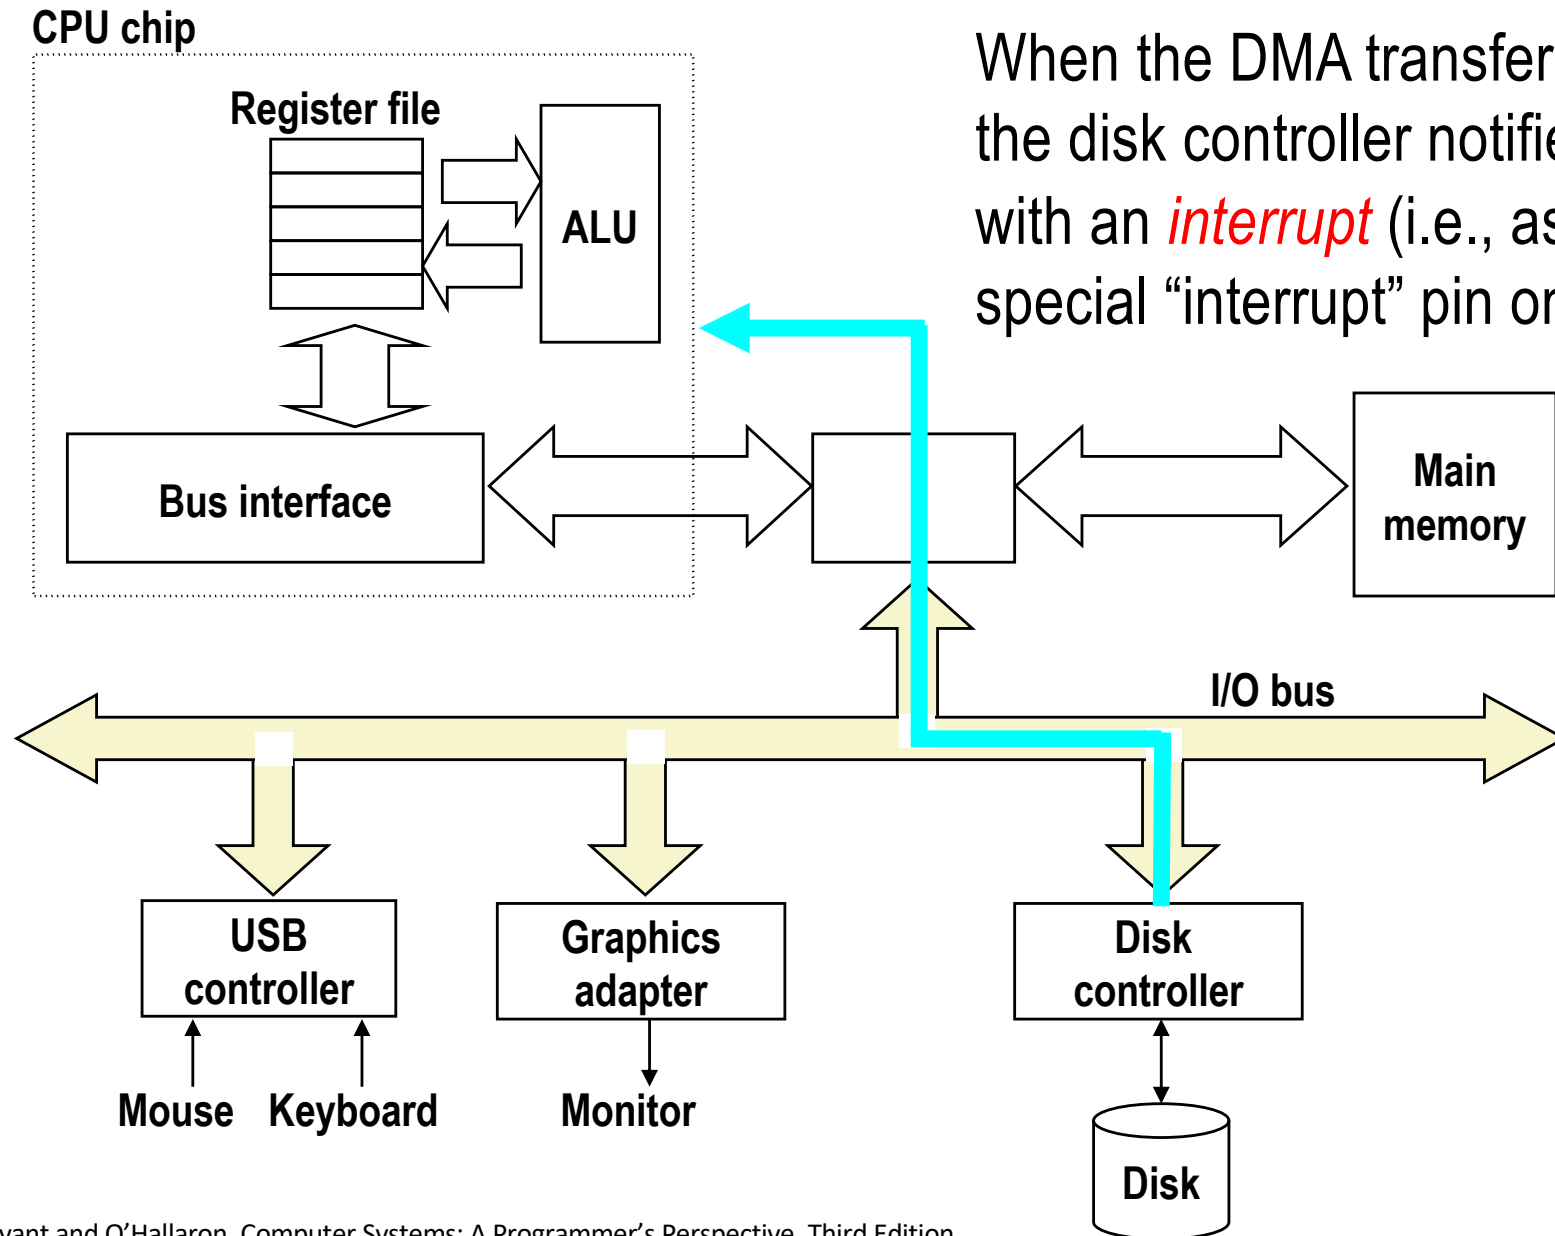 CPU chip
When the DMA transfer
the disk controller notifie
with an interrupt (i.e., as
special “interrupt” pin or
Register file
ALU
Bus interface
Main
memory
I/O bus
USB
controller
Graphics
adapter
Disk
controller
Mouse Keyboard
Monitor
Disk
vant and O’Hallaron, Computer Systems: A Programmer’s Perspective, Third Edition